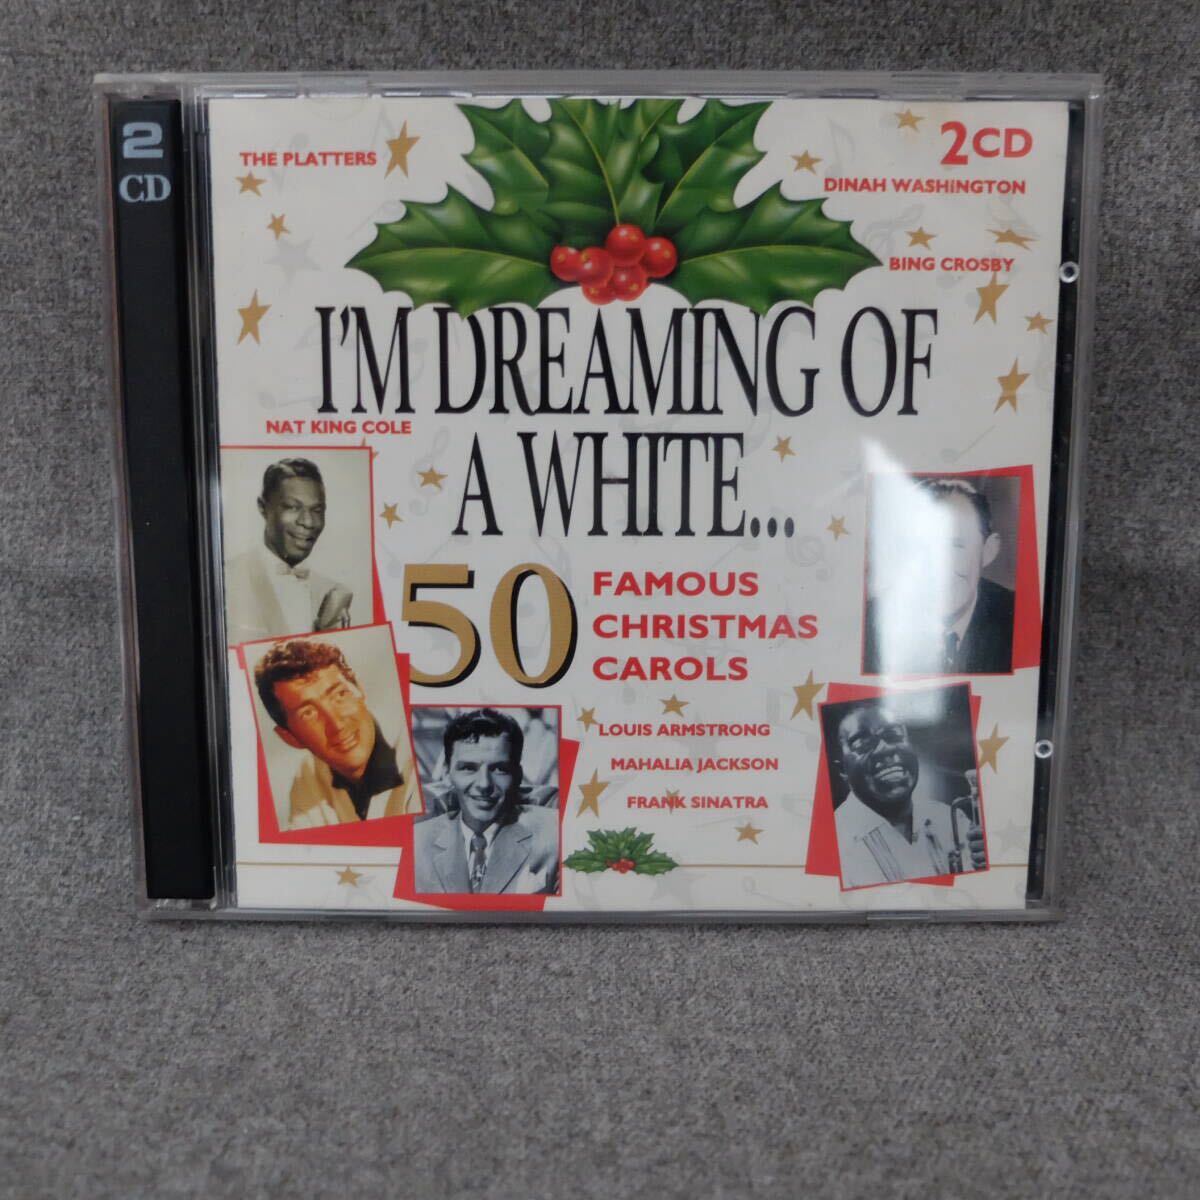 2
CD
THE PLATTERS
2CD
DINAH WASHINGTON
BING CROSBY
I'M DREAMING OF
A WHITE...
NAT KING COLE
50
FAMOUS
CHRISTMAS
CAROLS
LOUIS ARMSTRONG
MAHALIA JACKSON
FRANK SINATRA